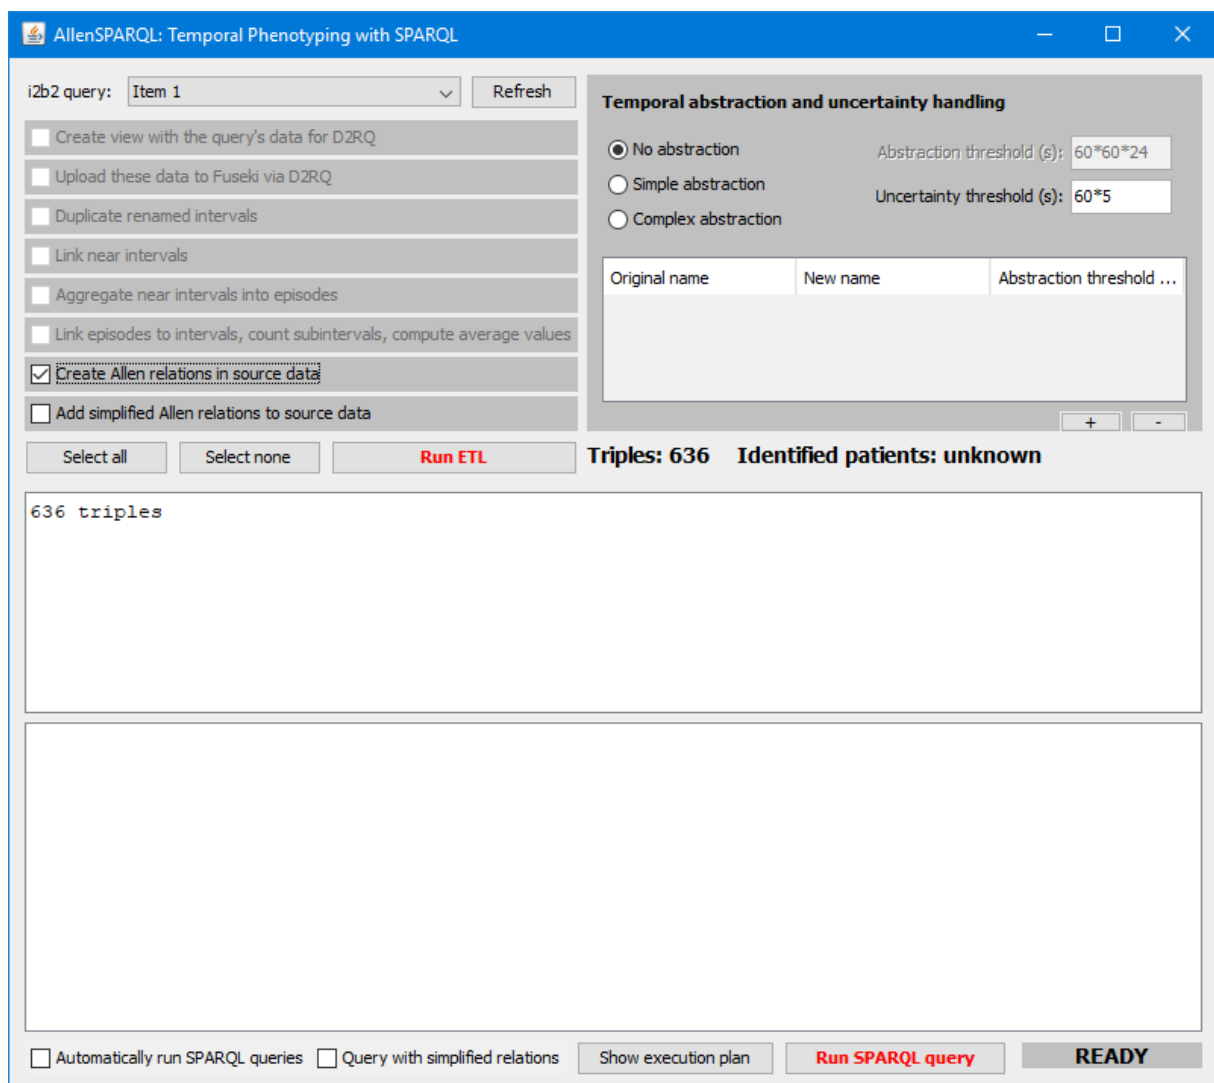 AllenSPARQL: Temporal Phenotyping with SPARQL
i2b2 query: Item 1 Refresh
Create view with the query's data for D2RQ
Upload these data to Fuseki via D2RQ
Duplicate renamed intervals
Link near intervals
Aggregate near intervals into episodes
Link episodes to intervals, count subintervals, compute average values
Create Allen relations in source data
Add simplified Allen relations to source data
Temporal abstraction and uncertainty handling
No abstraction
Simple abstraction
Complex abstraction
Abstraction threshold (s): 60*60*24
Uncertainty threshold (s): 60*5
Original name New name Abstraction threshold ...
+ -
Select all Select none Run ETL Triples: 636 Identified patients: unknown
636 triples
Automatically run SPARQL queries Query with simplified relations Show execution plan Run SPARQL query READY